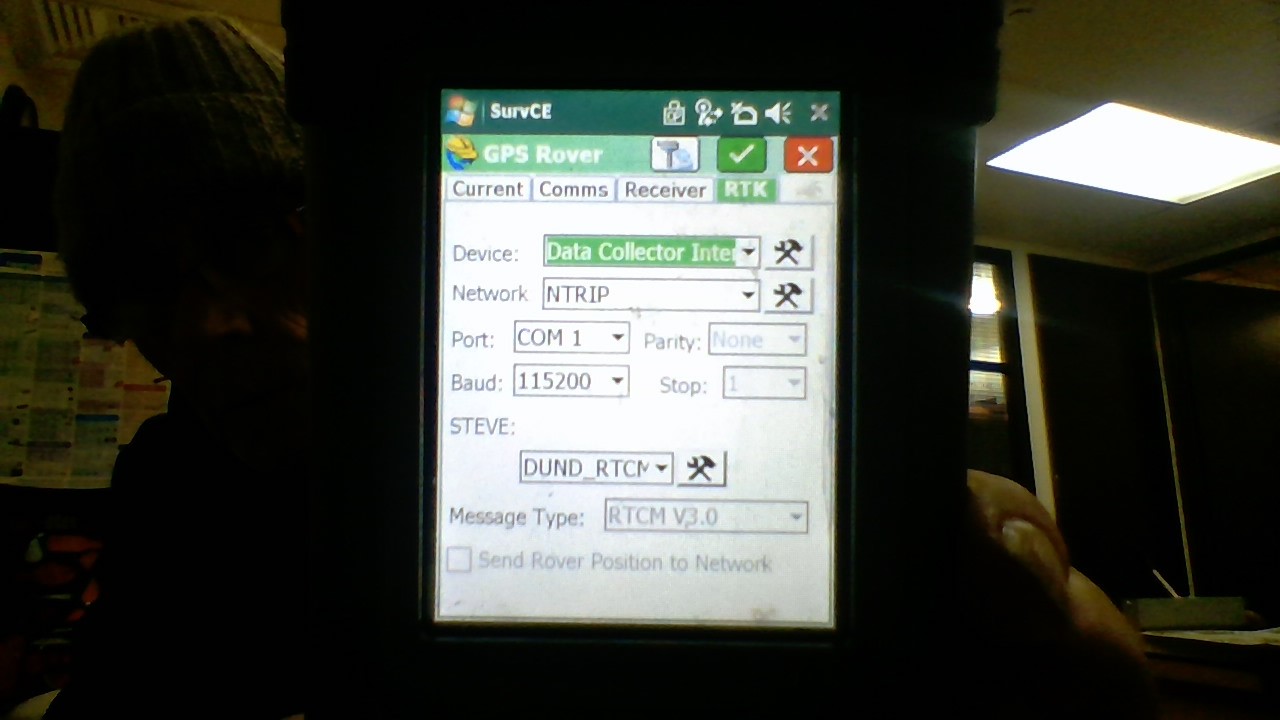 SurvCE
GPS Rover
Current Comms Receiver RTK
Device: Data Collector Inter
Network NTRIP
Port: COM 1 Parity: None
Baud: 115200 Stop: 1
STEVE:
DUND_RTCM
Message Type: RTCM V3.0
Send Rover Position to Network